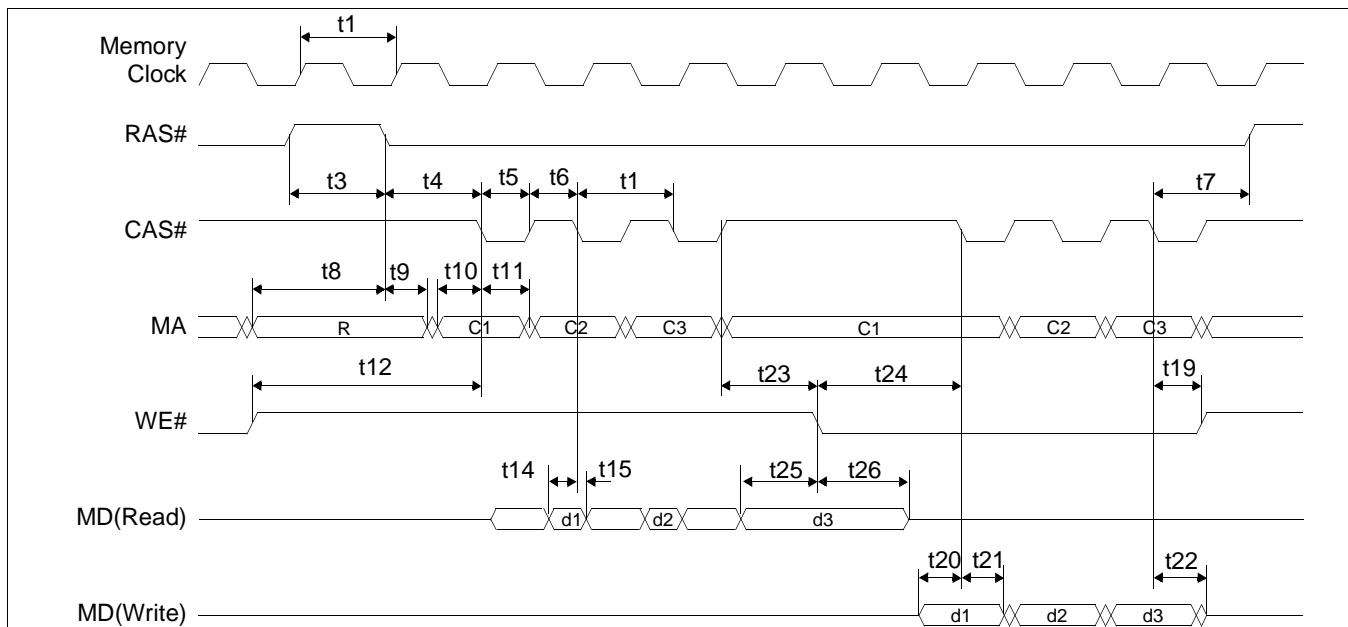 t1
Memory
Clock
RAS#
t3 t4 t5 t6 t1 t7
CAS#
t8 t9 t10 t11
MA R C1 C2 C3 C1 C2 C3
t12 t23 t24 t19
WE#
t14 t15 t25 t26
MD(Read) d1 d2 d3
t20 t21 t22
MD(Write) d1 d2 d3